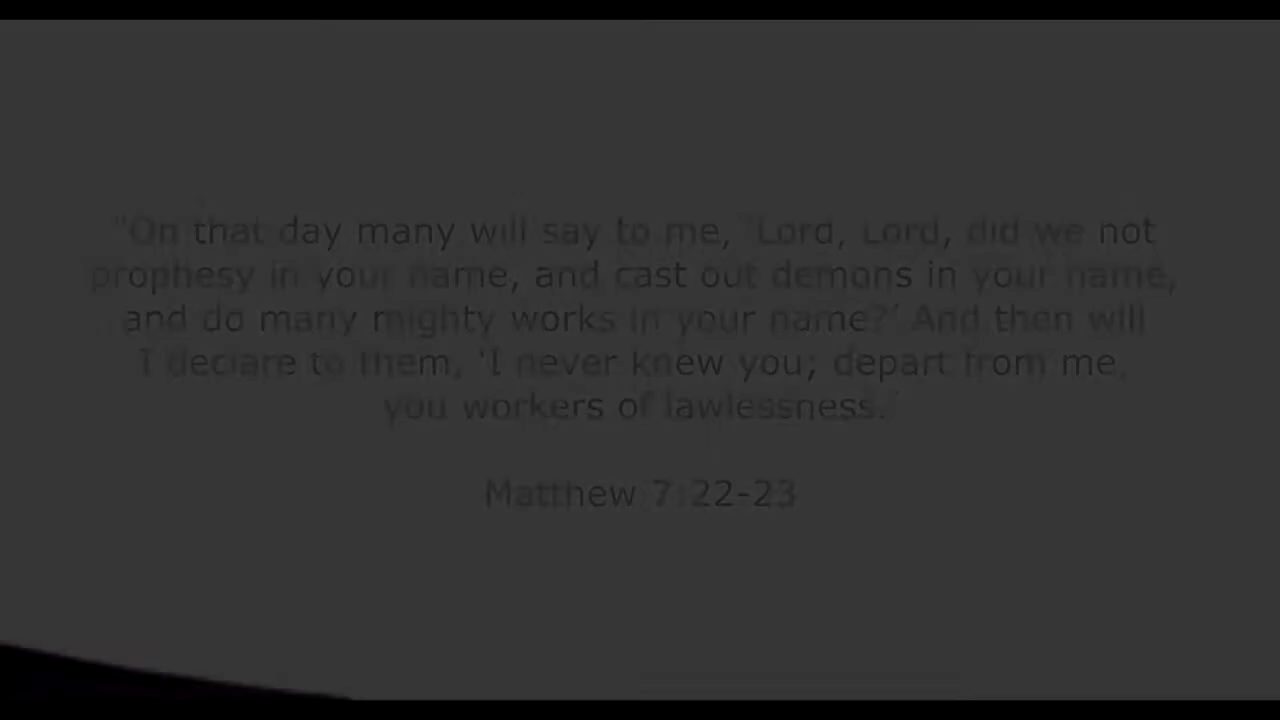 "On that day many will say to me, 'Lord, Lord, did we not
prophesy in your name, and cast out demons in your name,
and do many mighty works in your name?' And then will
I declare to them, 'I never knew you; depart from me,
you workers of lawlessness.'
Matthew 7:22-23